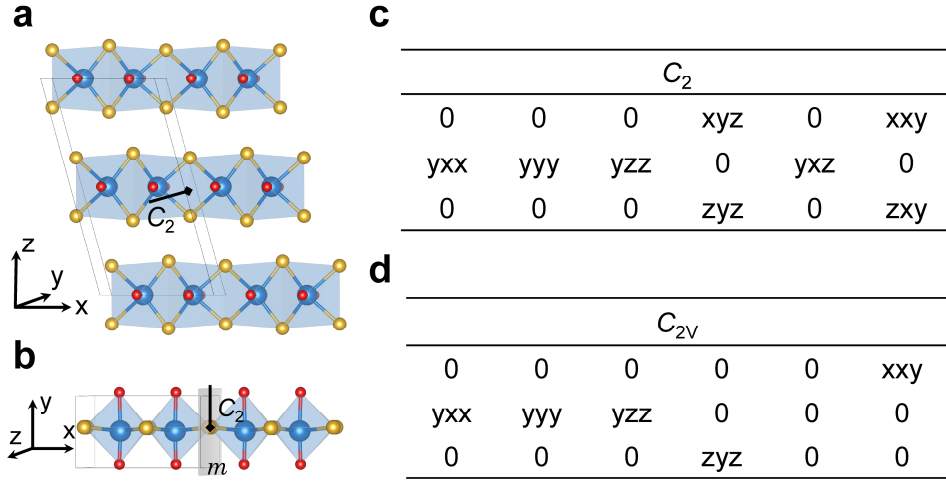 a
C2
z
y
x
b
y
z
x
C2
m
c
C2
0 0 0 xyz 0 xxy
yxx yyy yzz 0 yxz 0
0 0 0 zyz 0 zxy
d
C2V
0 0 0 0 0 xxy
yxx yyy yzz 0 0 0
0 0 0 zyz 0 0